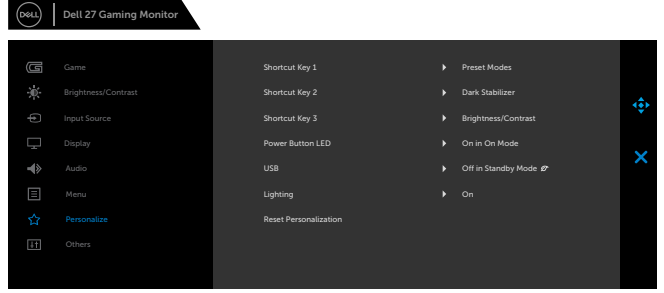 DELL
Dell 27 Gaming Monitor
Game
Brightness/Contrast
Input Source
Display
Audio
Menu
Personalize
Others
Shortcut Key 1 Preset Modes
Shortcut Key 2 Dark Stabilizer
Shortcut Key 3 Brightness/Contrast
Power Button LED On in On Mode
USB Off in Standby Mode
Lighting On
Reset Personalization